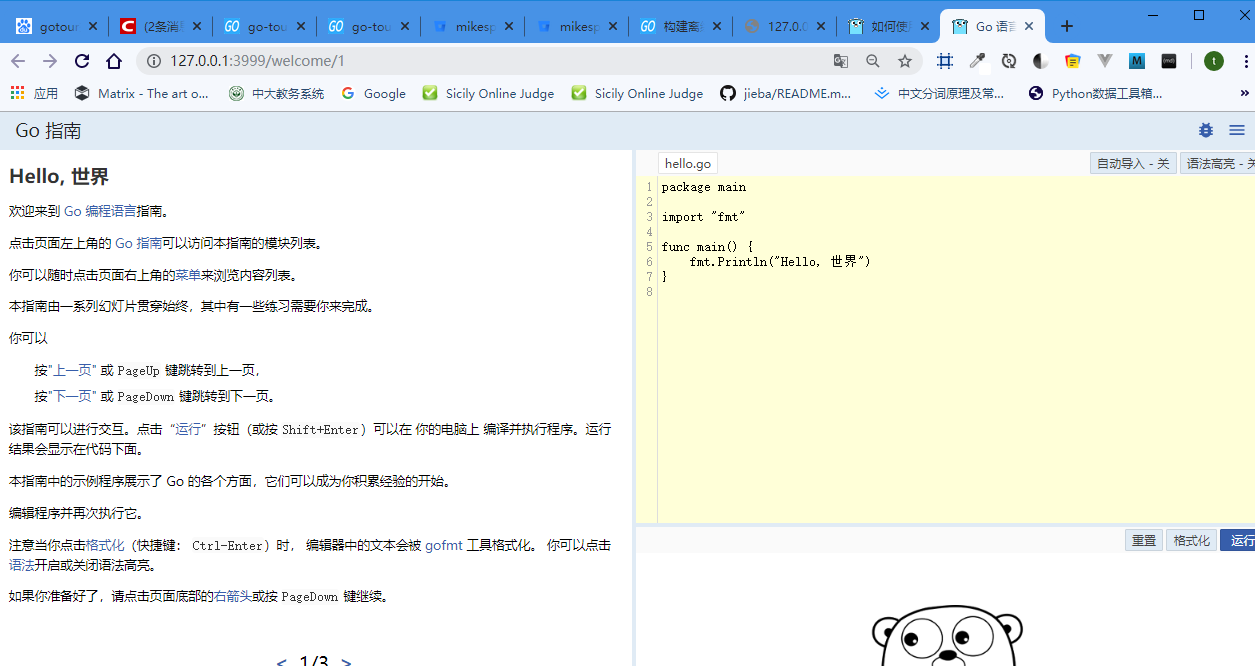 gotour
(2条消
go-tou
go-tou
mikesp
mikesp
构建离
127.0.0
如何使
Go 语言
127.0.0.1:3999/welcome/1
t
应用
Matrix - The art o...
中大教务系统
Google
Sicily Online Judge
Sicily Online Judge
jieba/README.m...
中文分词原理及常...
Python数据工具箱...
»
Go 指南
Hello, 世界
欢迎来到 Go 编程语言指南。
点击页面左上角的 Go 指南可以访问本指南的模块列表。
你可以随时点击页面右上角的菜单来浏览内容列表。
本指南由一系列幻灯片贯穿始终，其中有一些练习需要你来完成。
你可以
按"上一页" 或 PageUp 键跳转到上一页，
按"下一页" 或 PageDown 键跳转到下一页。
该指南可以进行交互。点击“运行”按钮（或按 Shift+Enter）可以在 你的电脑上 编译并执行程序。运行
结果会显示在代码下面。
本指南中的示例程序展示了 Go 的各个方面，它们可以成为你积累经验的开始。
编辑程序并再次执行它。
注意当你点击格式化（快捷键： Ctrl-Enter）时， 编辑器中的文本会被 gofmt 工具格式化。 你可以点击
语法开启或关闭语法高亮。
如果你准备好了，请点击页面底部的右箭头或按 PageDown 键继续。
< 1/3 >
hello.go
自动导入 - 关
语法高亮 - 关
1 package main
2
3 import "fmt"
4
5 func main() {
6 fmt.Println("Hello, 世界")
7 }
8
重置
格式化
运行